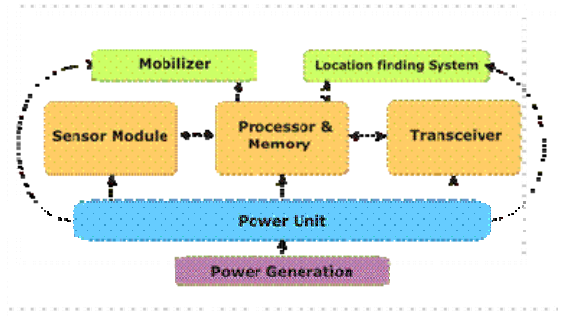 Mobilizer
Location finding System
Sensor Module
Processor &
Memory
Transceiver
Power Unit
Power Generation